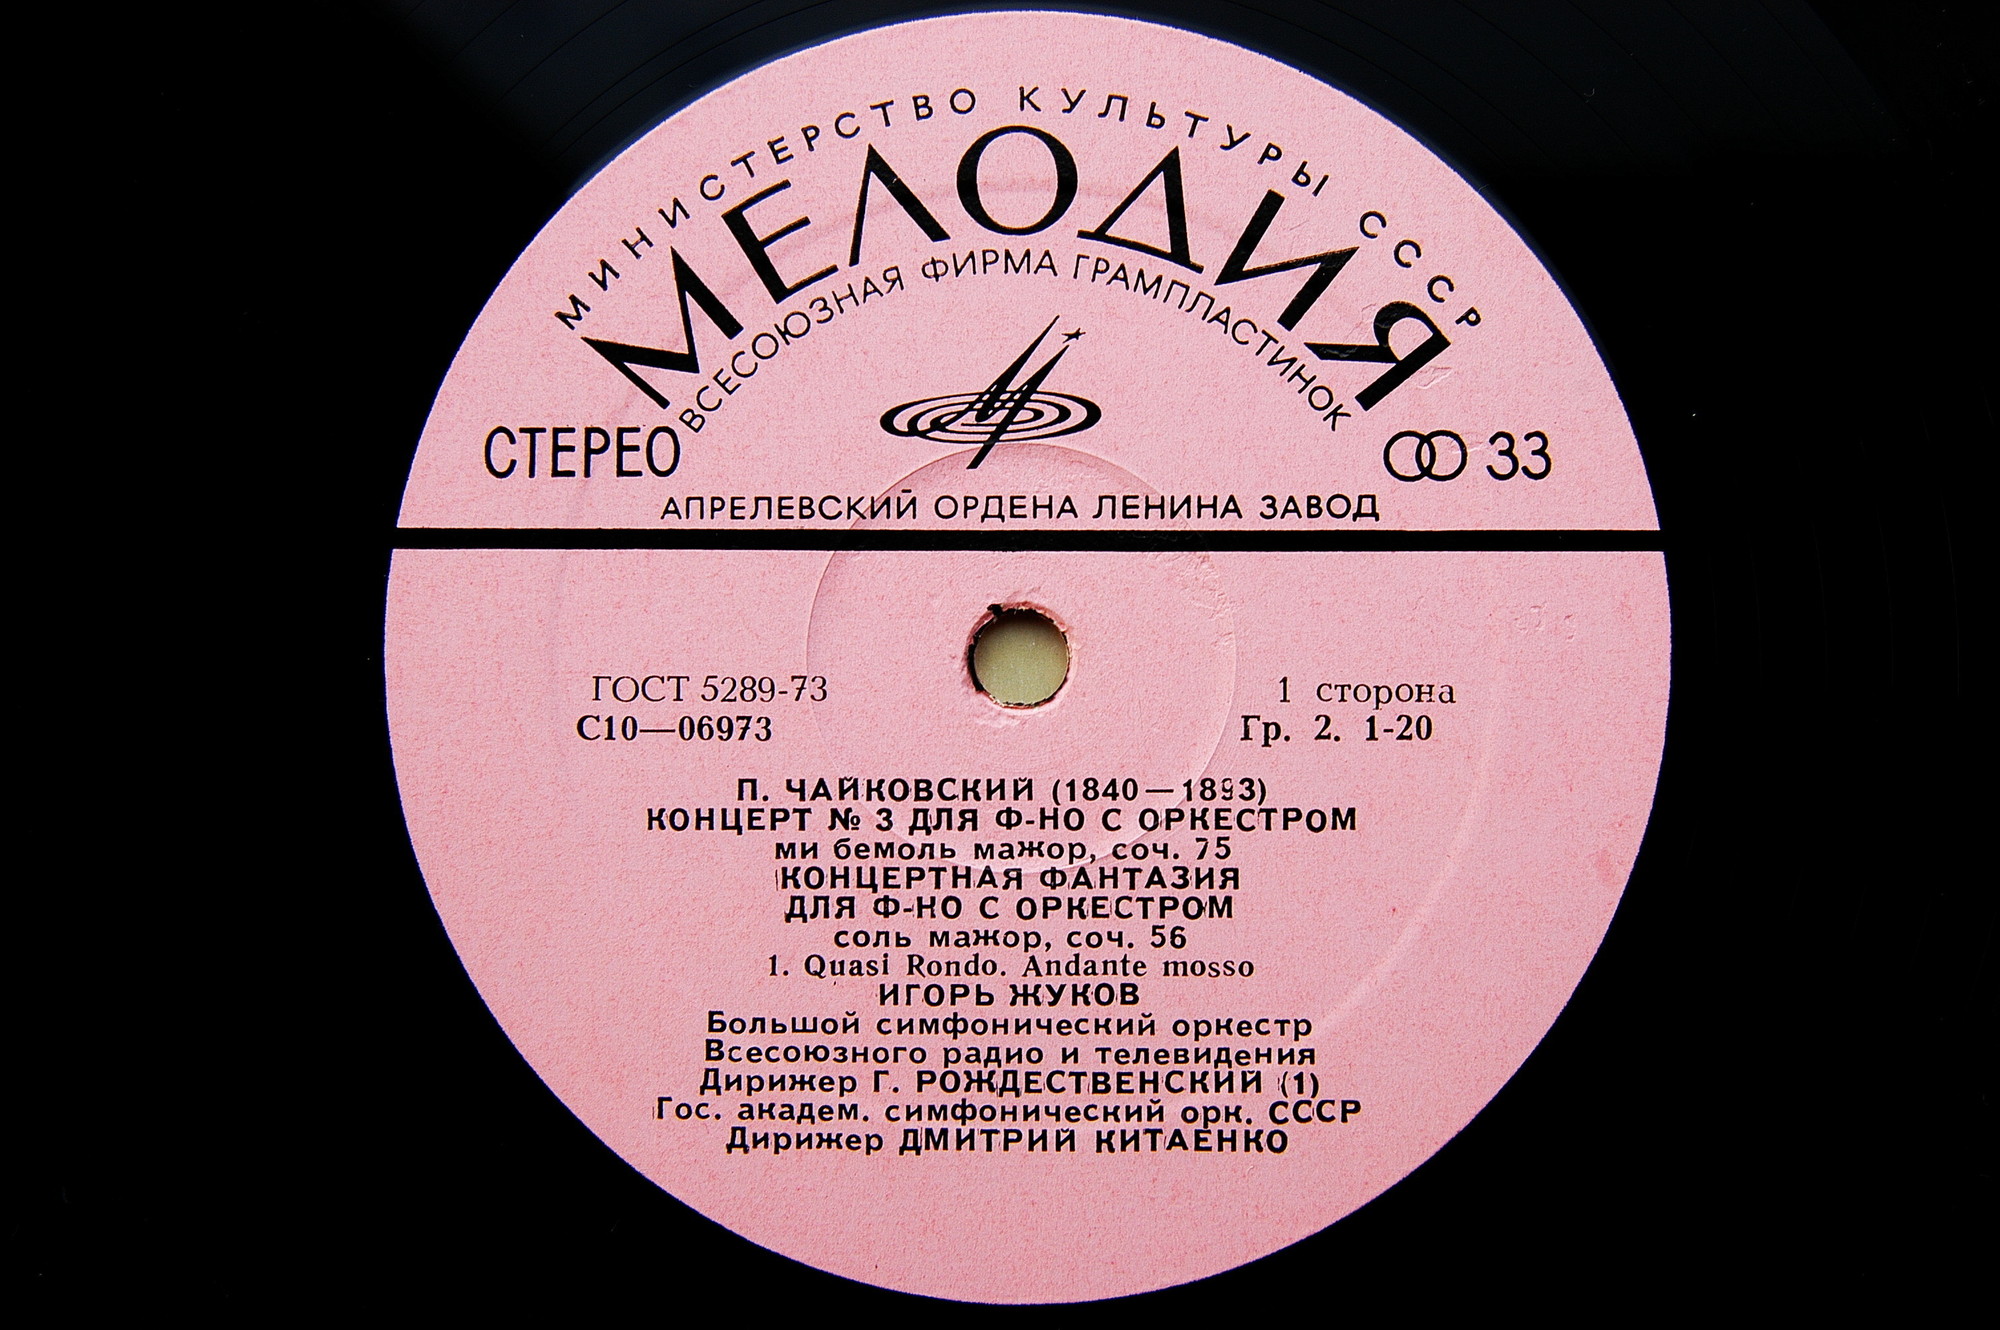 МИНИСТЕРСТВО КУЛЬТУРЫ СССР
МЕЛОДИЯ
ВСЕСОЮЗНАЯ ФИРМА ГРАМПЛАСТИНОК
СТЕРЕО
33
АПРЕЛЕВСКИЙ ОРДЕНА ЛЕНИНА ЗАВОД
ГОСТ 5289-73
1 сторона
С10—06973
Гр. 2. 1-20
П. ЧАЙКОВСКИЙ (1840—1893)
КОНЦЕРТ № 3 ДЛЯ Ф-НО С ОРКЕСТРОМ
ми бемоль мажор, соч. 75
КОНЦЕРТНАЯ ФАНТАЗИЯ
ДЛЯ Ф-НО С ОРКЕСТРОМ
соль мажор, соч. 56
1. Quasi Rondo. Andante mosso
ИГОРЬ ЖУКОВ
Большой симфонический оркестр
Всесоюзного радио и телевидения
Дирижер Г. РОЖДЕСТВЕНСКИЙ (1)
Гос. академ. симфонический орк. СССР
Дирижер ДМИТРИЙ КИТАЕНКО